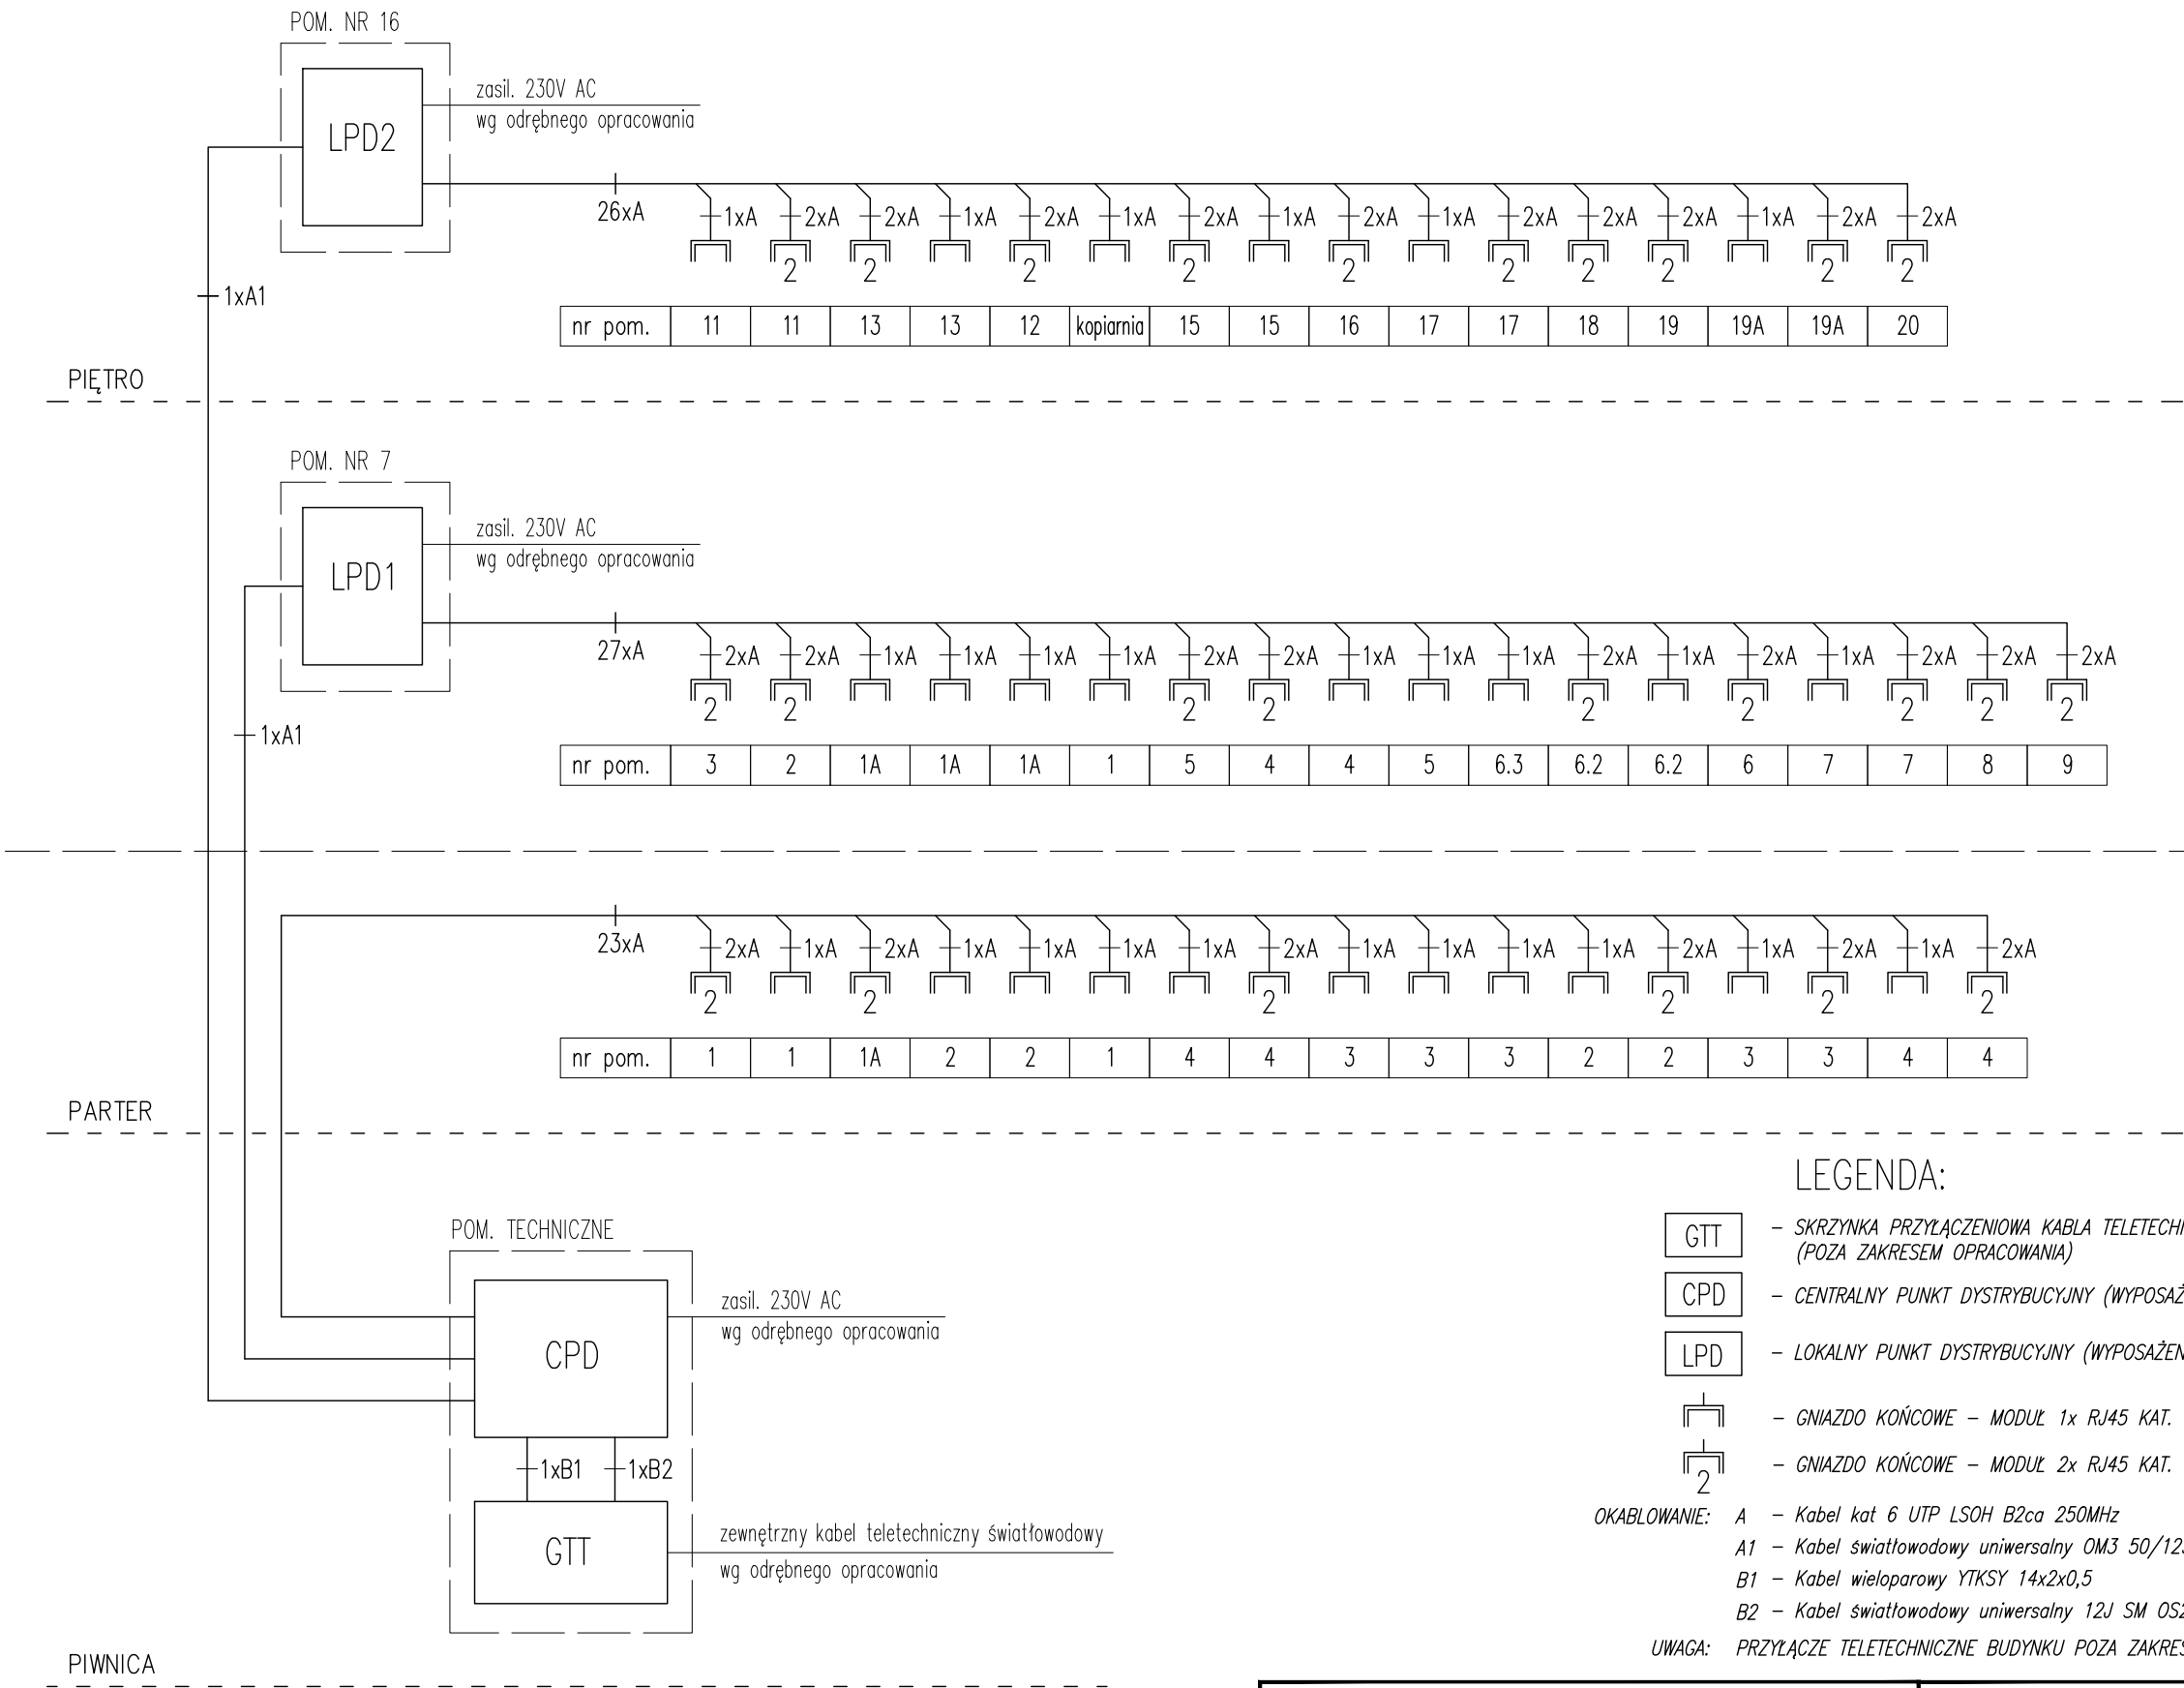 POM. NR 16
LPD2
zasil. 230V AC
wg odrębnego opracowania
26xA
1xA 2xA 2xA 1xA 2xA 1xA 2xA 1xA 2xA 1xA 2xA 2xA 2xA 1xA 2xA 2xA
2 2 2 2 2 2 2 2 2 2
1xA1
nr pom. 11 11 13 13 12 kopiarnia 15 15 16 17 17 18 19 19A 19A 20
PIĘTRO
POM. NR 7
LPD1
zasil. 230V AC
wg odrębnego opracowania
27xA
2xA 2xA 1xA 1xA 1xA 1xA 2xA 2xA 1xA 1xA 1xA 2xA 1xA 2xA 1xA 2xA 2xA 2xA
2 2 2 2 2 2 2 2 2
1xA1
nr pom. 3 2 1A 1A 1A 1 5 4 4 5 6.3 6.2 6.2 6 7 7 8 9
23xA
2xA 1xA 2xA 1xA 1xA 1xA 1xA 2xA 1xA 1xA 1xA 1xA 2xA 1xA 2xA 1xA 2xA
2 2 2 2 2 2
nr pom. 1 1 1A 2 2 1 4 4 3 3 3 2 2 3 3 4 4
PARTER
POM. TECHNICZNE
CPD
zasil. 230V AC
wg odrębnego opracowania
1xB1 1xB2
GTT
zewnętrzny kabel teletechniczny światłowodowy
wg odrębnego opracowania
PIWNICA
LEGENDA:
GTT – SKRZYNKA PRZYŁĄCZENIOWA KABLA TELETECHN
(POZA ZAKRESEM OPRACOWANIA)
CPD – CENTRALNY PUNKT DYSTRYBUCYJNY (WYPOSAŻ
LPD – LOKALNY PUNKT DYSTRYBUCYJNY (WYPOSAŻEN
– GNIAZDO KOŃCOWE – MODUŁ 1x RJ45 KAT.
2 – GNIAZDO KOŃCOWE – MODUŁ 2x RJ45 KAT.
OKABLOWANIE: A – Kabel kat 6 UTP LSOH B2ca 250MHz
A1 – Kabel światłowodowy uniwersalny OM3 50/125
B1 – Kabel wieloparowy YTKSY 14x2x0,5
B2 – Kabel światłowodowy uniwersalny 12J SM OS2
UWAGA: PRZYŁĄCZE TELETECHNICZNE BUDYNKU POZA ZAKRES